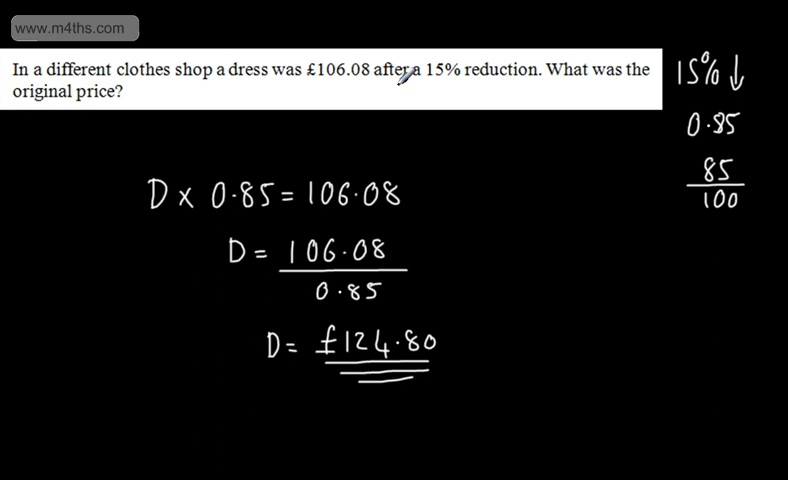 www.m4ths.com
In a different clothes shop a dress was £106.08 after a 15% reduction. What was the
original price?
15% ↓
0.85
85
100
D × 0.85 = 106.08
D = 106.08
0.85
D = £124.80